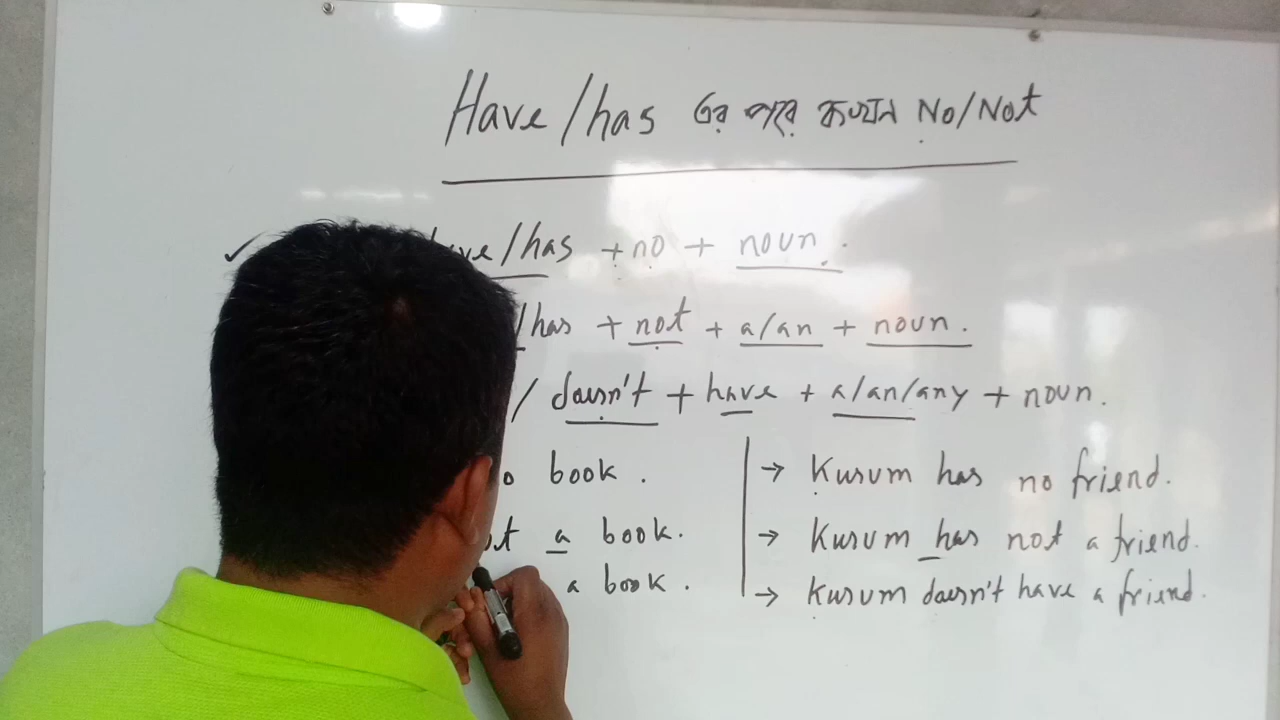 Have/has এর পরে কখন No/Not
have/has + no + noun.
/has + not + a/an + noun.
/ doesn't + have + a/an/any + noun.
book.
a book.
a book.
→ Kusum has no friend.
→ Kusum has not a friend.
→ Kusum doesn't have a friend.